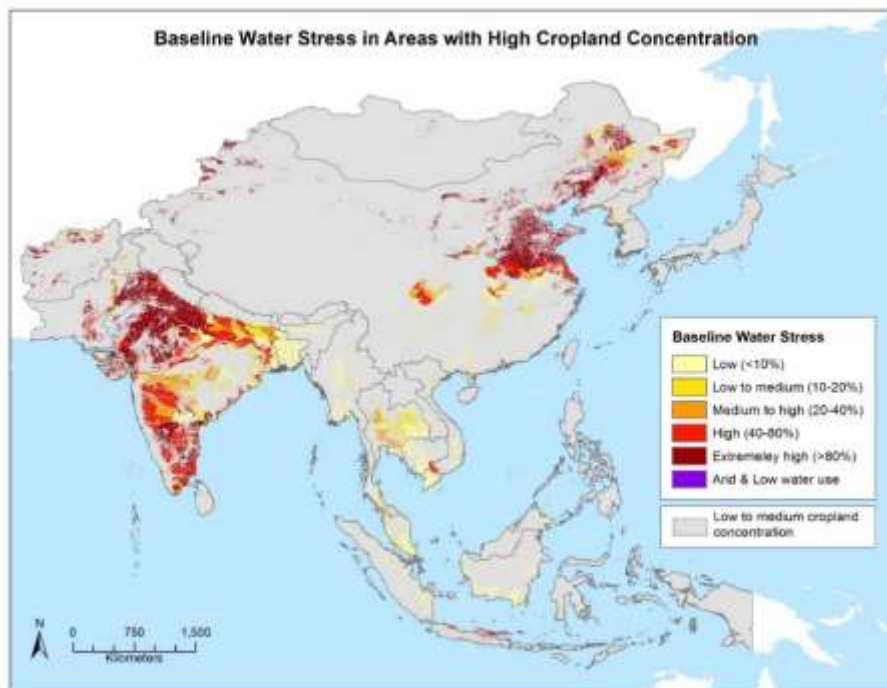 Baseline Water Stress in Areas with High Cropland Concentration
Baseline Water Stress
Low (<10%)
Low to medium (10-20%)
Medium to high (20-40%)
High (40-80%)
Extremeley high (>80%)
Arid & Low water use
Low to medium cropland
concentration
N
0 750 1,500
Kilometers